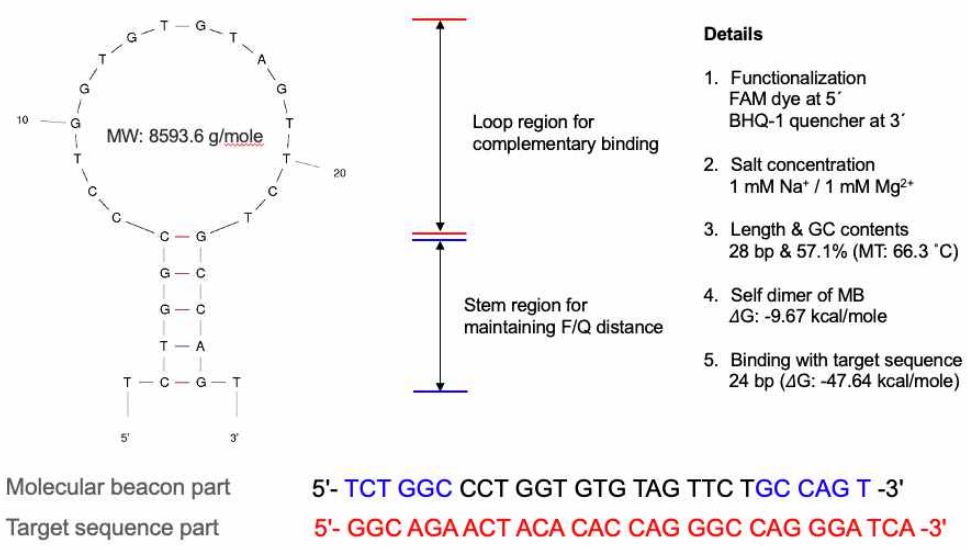 T G
G T
T A
G G
10 G MW: 8593.6 g/mole T
T T 20
C C
C T
C G
G C
G C
T A
T C G T
5' 3'
Loop region for
complementary binding
Stem region for
maintaining F/Q distance
Details
1. Functionalization
FAM dye at 5´
BHQ-1 quencher at 3´
2. Salt concentration
1 mM Na⁺ / 1 mM Mg²⁺
3. Length & GC contents
28 bp & 57.1% (MT: 66.3 ˚C)
4. Self dimer of MB
ΔG: -9.67 kcal/mole
5. Binding with target sequence
24 bp (ΔG: -47.64 kcal/mole)
Molecular beacon part 5'- TCT GGC CCT GGT GTG TAG TTC TGC CAG T -3'
Target sequence part 5'- GGC AGA ACT ACA CAC CAG GGC CAG GGA TCA -3'